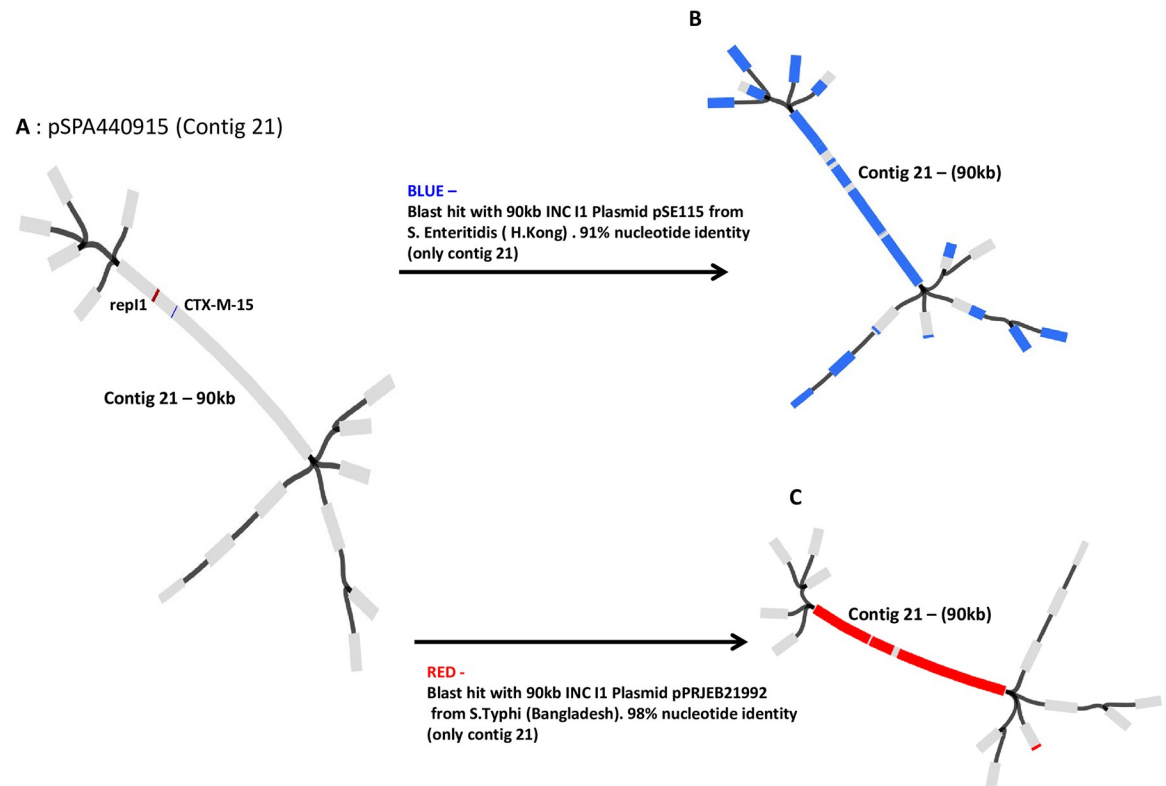 A : pSPA440915 (Contig 21)
repI1
CTX-M-15
Contig 21 – 90kb
BLUE –
Blast hit with 90kb INC I1 Plasmid pSE115 from
S. Enteritidis ( H.Kong) . 91% nucleotide identity
(only contig 21)
B
Contig 21 – (90kb)
RED -
Blast hit with 90kb INC I1 Plasmid pPRJEB21992
from S.Typhi (Bangladesh). 98% nucleotide identity
(only contig 21)
C
Contig 21 – (90kb)